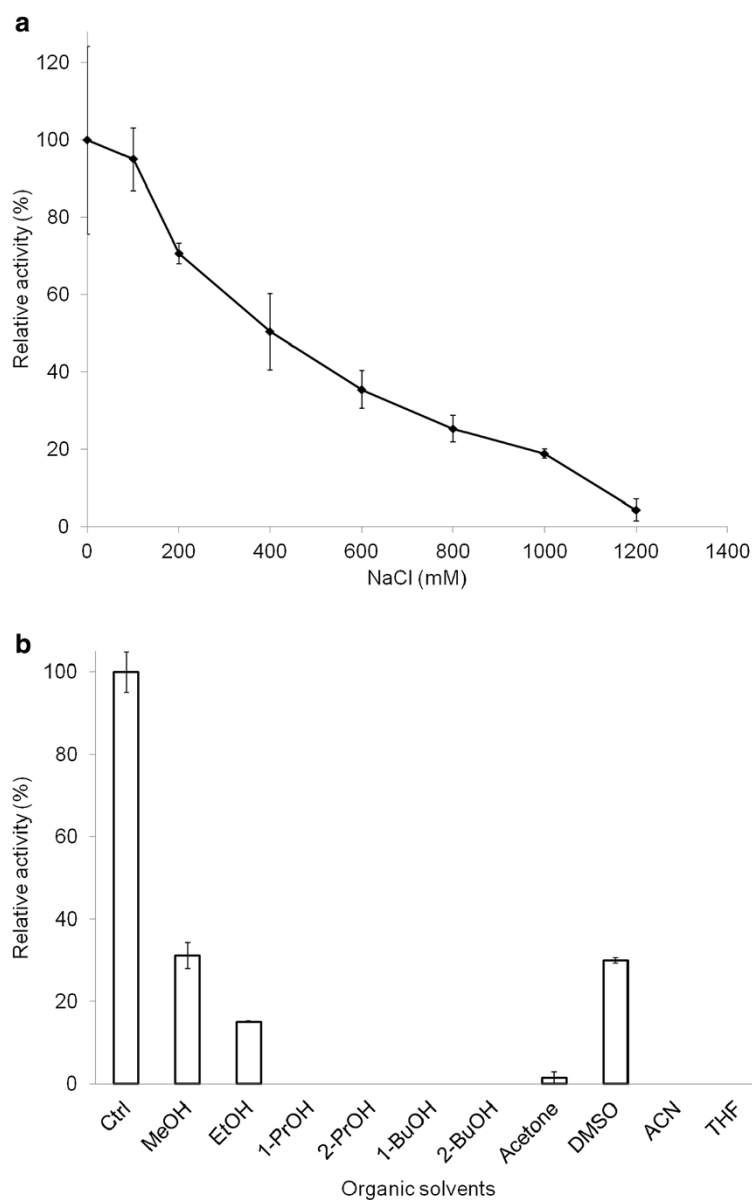 a
Relative activity (%)
120
100
80
60
40
20
0
0 200 400 600 800 1000 1200 1400
NaCl (mM)
b
Relative activity (%)
100
80
60
40
20
0
Ctrl MeOH EtOH 1-PrOH 2-PrOH 1-BuOH 2-BuOH Acetone DMSO ACN THF
Organic solvents